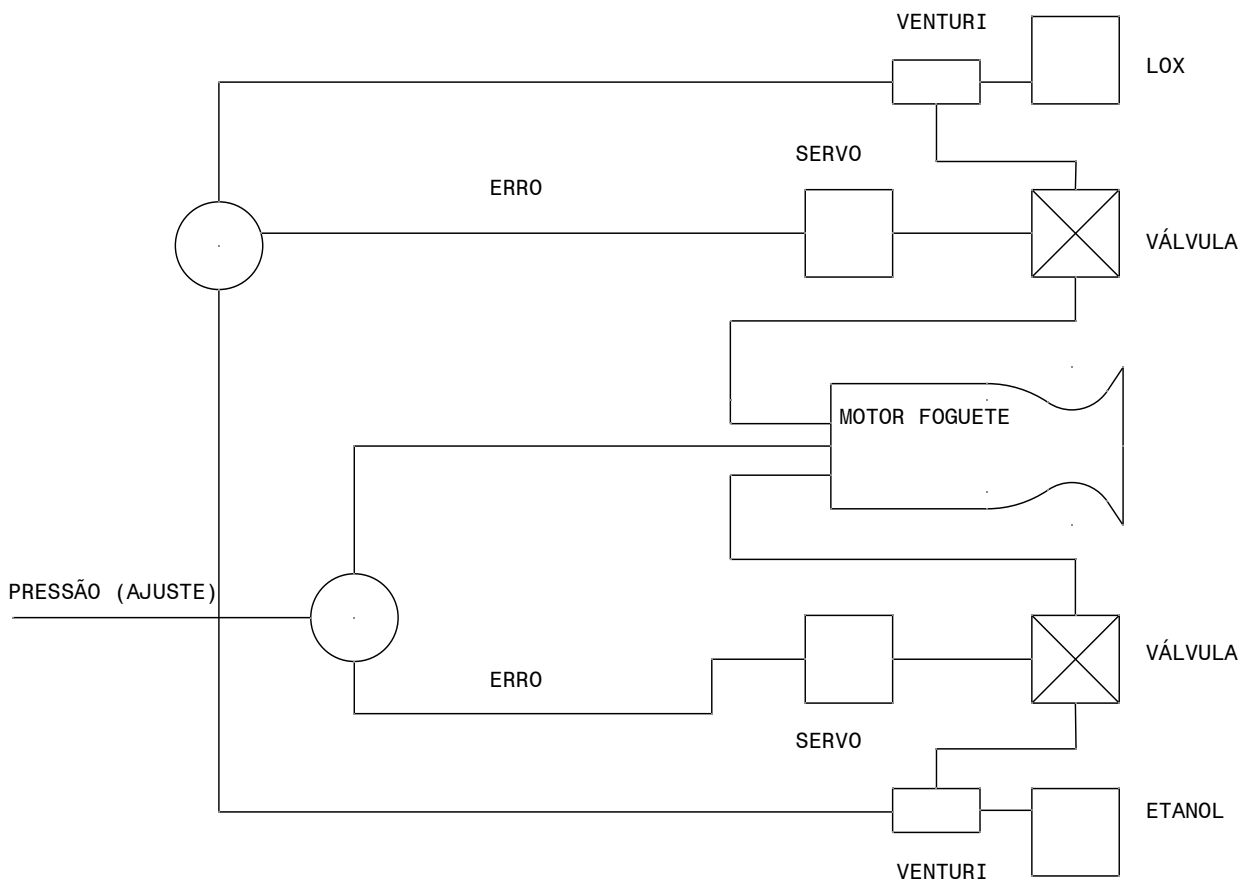 VENTURI
LOX
SERVO
ERRO
VÁLVULA
MOTOR FOGUETE
PRESSÃO (AJUSTE)
ERRO
VÁLVULA
SERVO
ETANOL
VENTURI